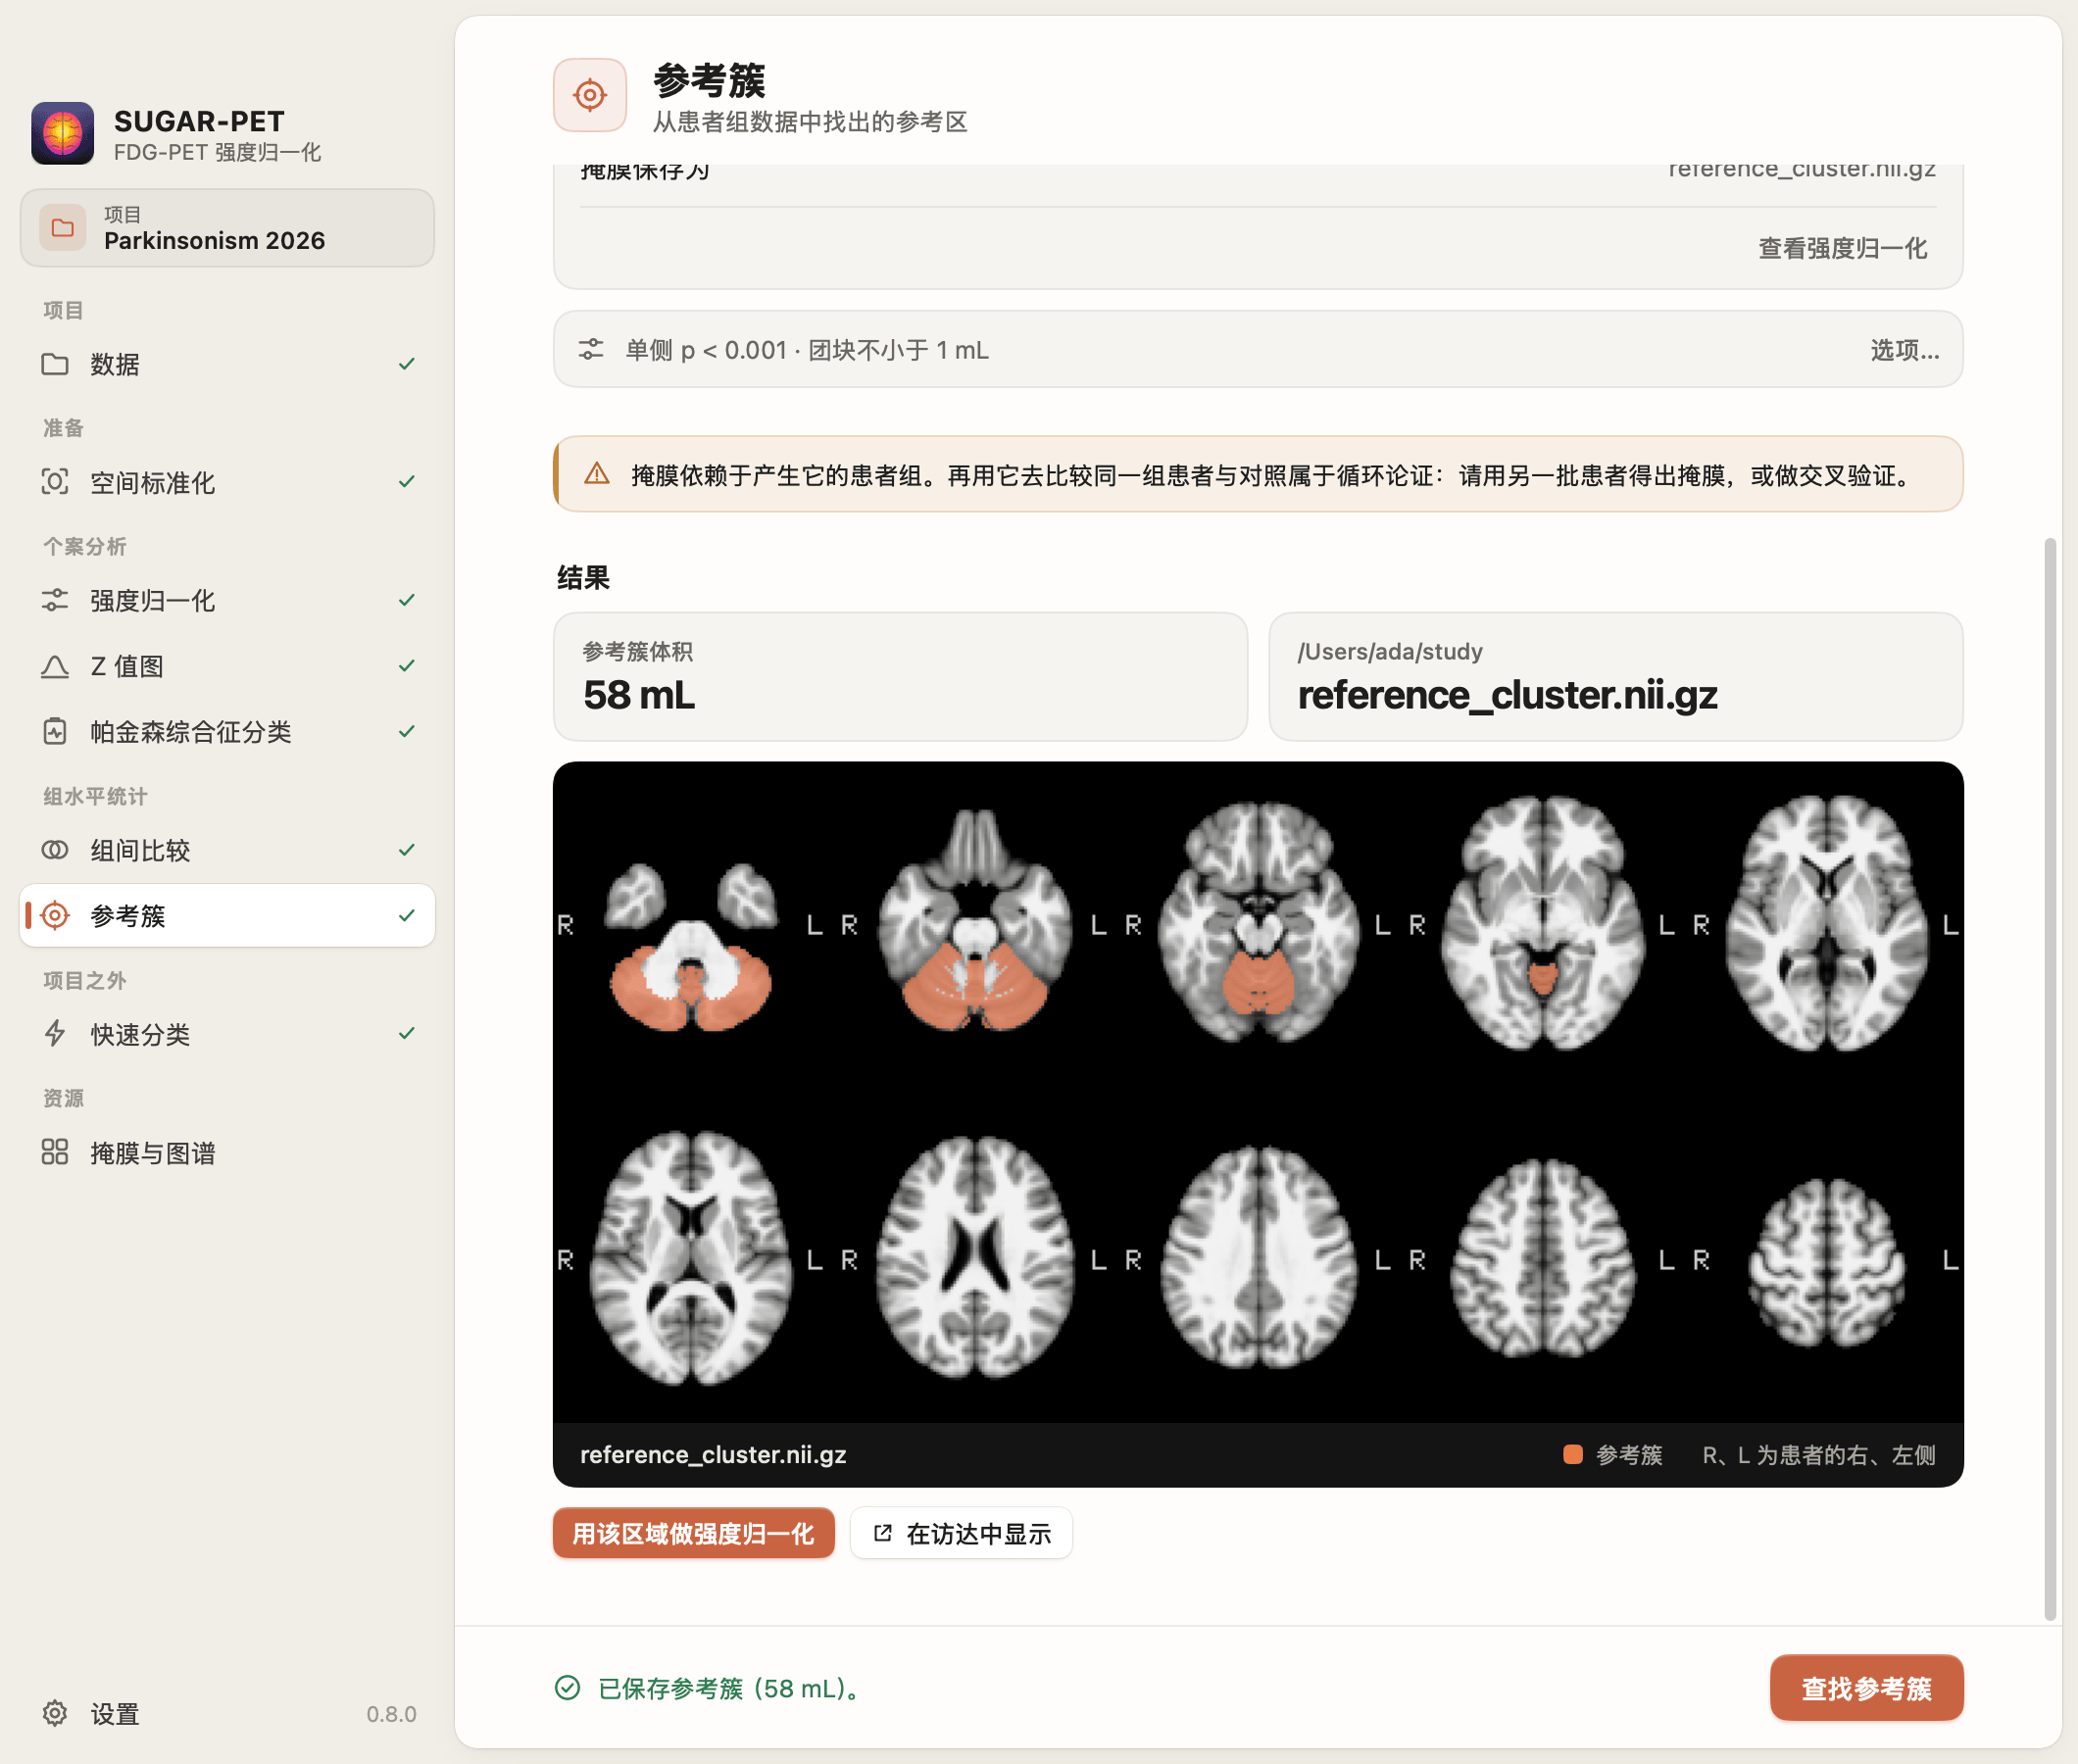 SUGAR-PET
FDG-PET 强度归一化
项目
Parkinsonism 2026
项目
数据
准备
空间标准化
个案分析
强度归一化
Z 值图
帕金森综合征分类
组水平统计
组间比较
参考簇
项目之外
快速分类
资源
掩膜与图谱
设置
0.8.0
参考簇
从患者组数据中找出的参考区
掩膜保存为
reference_cluster.nii.gz
查看强度归一化
单侧 p < 0.001 · 团块不小于 1 mL
选项...
掩膜依赖于产生它的患者组。再用它去比较同一组患者与对照属于循环论证：请用另一批患者得出掩膜，或做交叉验证。
结果
参考簇体积
58 mL
/Users/ada/study
reference_cluster.nii.gz
R L R L R L R L R L
R L R L R L R L R L
reference_cluster.nii.gz
参考簇
R、L 为患者的右、左侧
用该区域做强度归一化
在访达中显示
已保存参考簇 (58 mL)。
查找参考簇